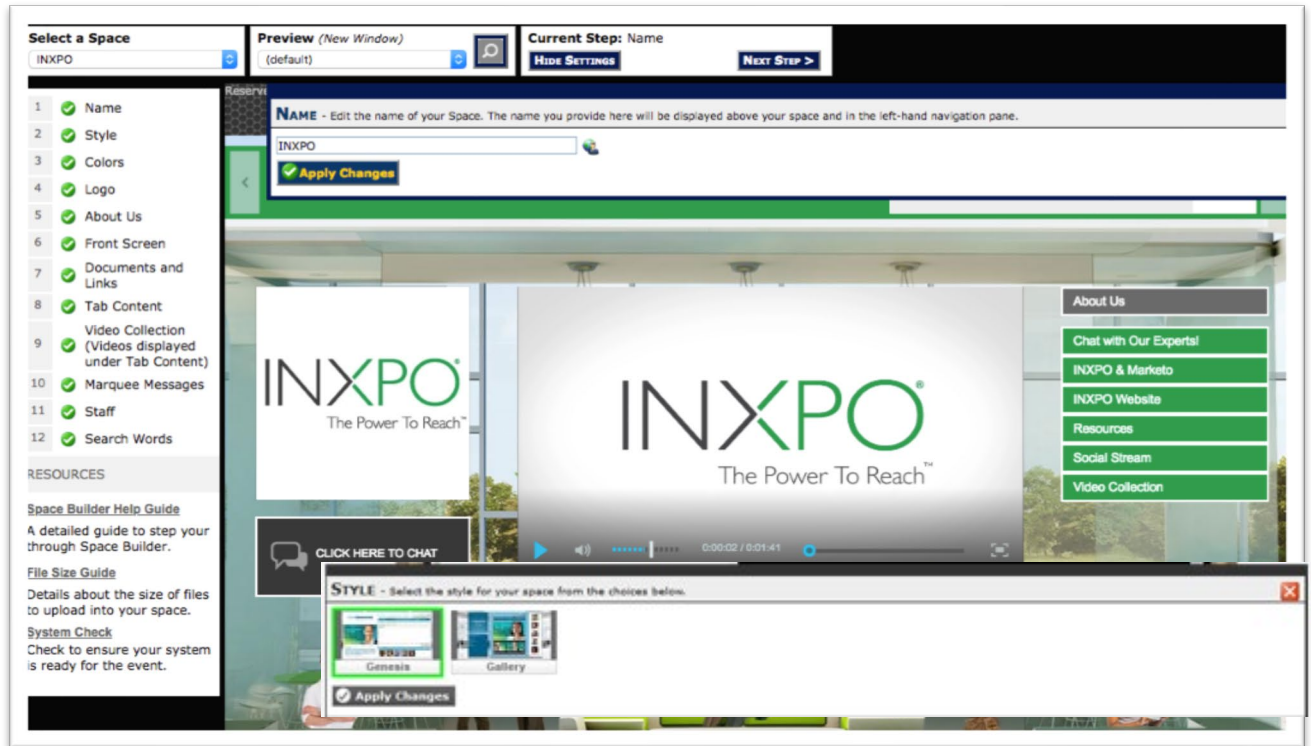 Select a Space
INXPO
Preview (New Window)
(default)
Current Step: Name
HIDE SETTINGS
NEXT STEP >
1 Name
2 Style
3 Colors
4 Logo
5 About Us
6 Front Screen
7 Documents and
Links
8 Tab Content
9 Video Collection
(Videos displayed
under Tab Content)
10 Marquee Messages
11 Staff
12 Search Words
RESOURCES
Space Builder Help Guide
A detailed guide to step your
through Space Builder.
File Size Guide
Details about the size of files
to upload into your space.
System Check
Check to ensure your system
is ready for the event.
NAME - Edit the name of your Space. The name you provide here will be displayed above your space and in the left-hand navigation pane.
INXPO
Apply Changes
INXPO®
The Power To Reach™
CLICK HERE TO CHAT
INXPO®
The Power To Reach™
0:00:02 / 0:01:41
About Us
Chat with Our Experts!
INXPO & Marketo
INXPO Website
Resources
Social Stream
Video Collection
STYLE - Select the style for your space from the choices below.
Genesis
Gallery
Apply Changes